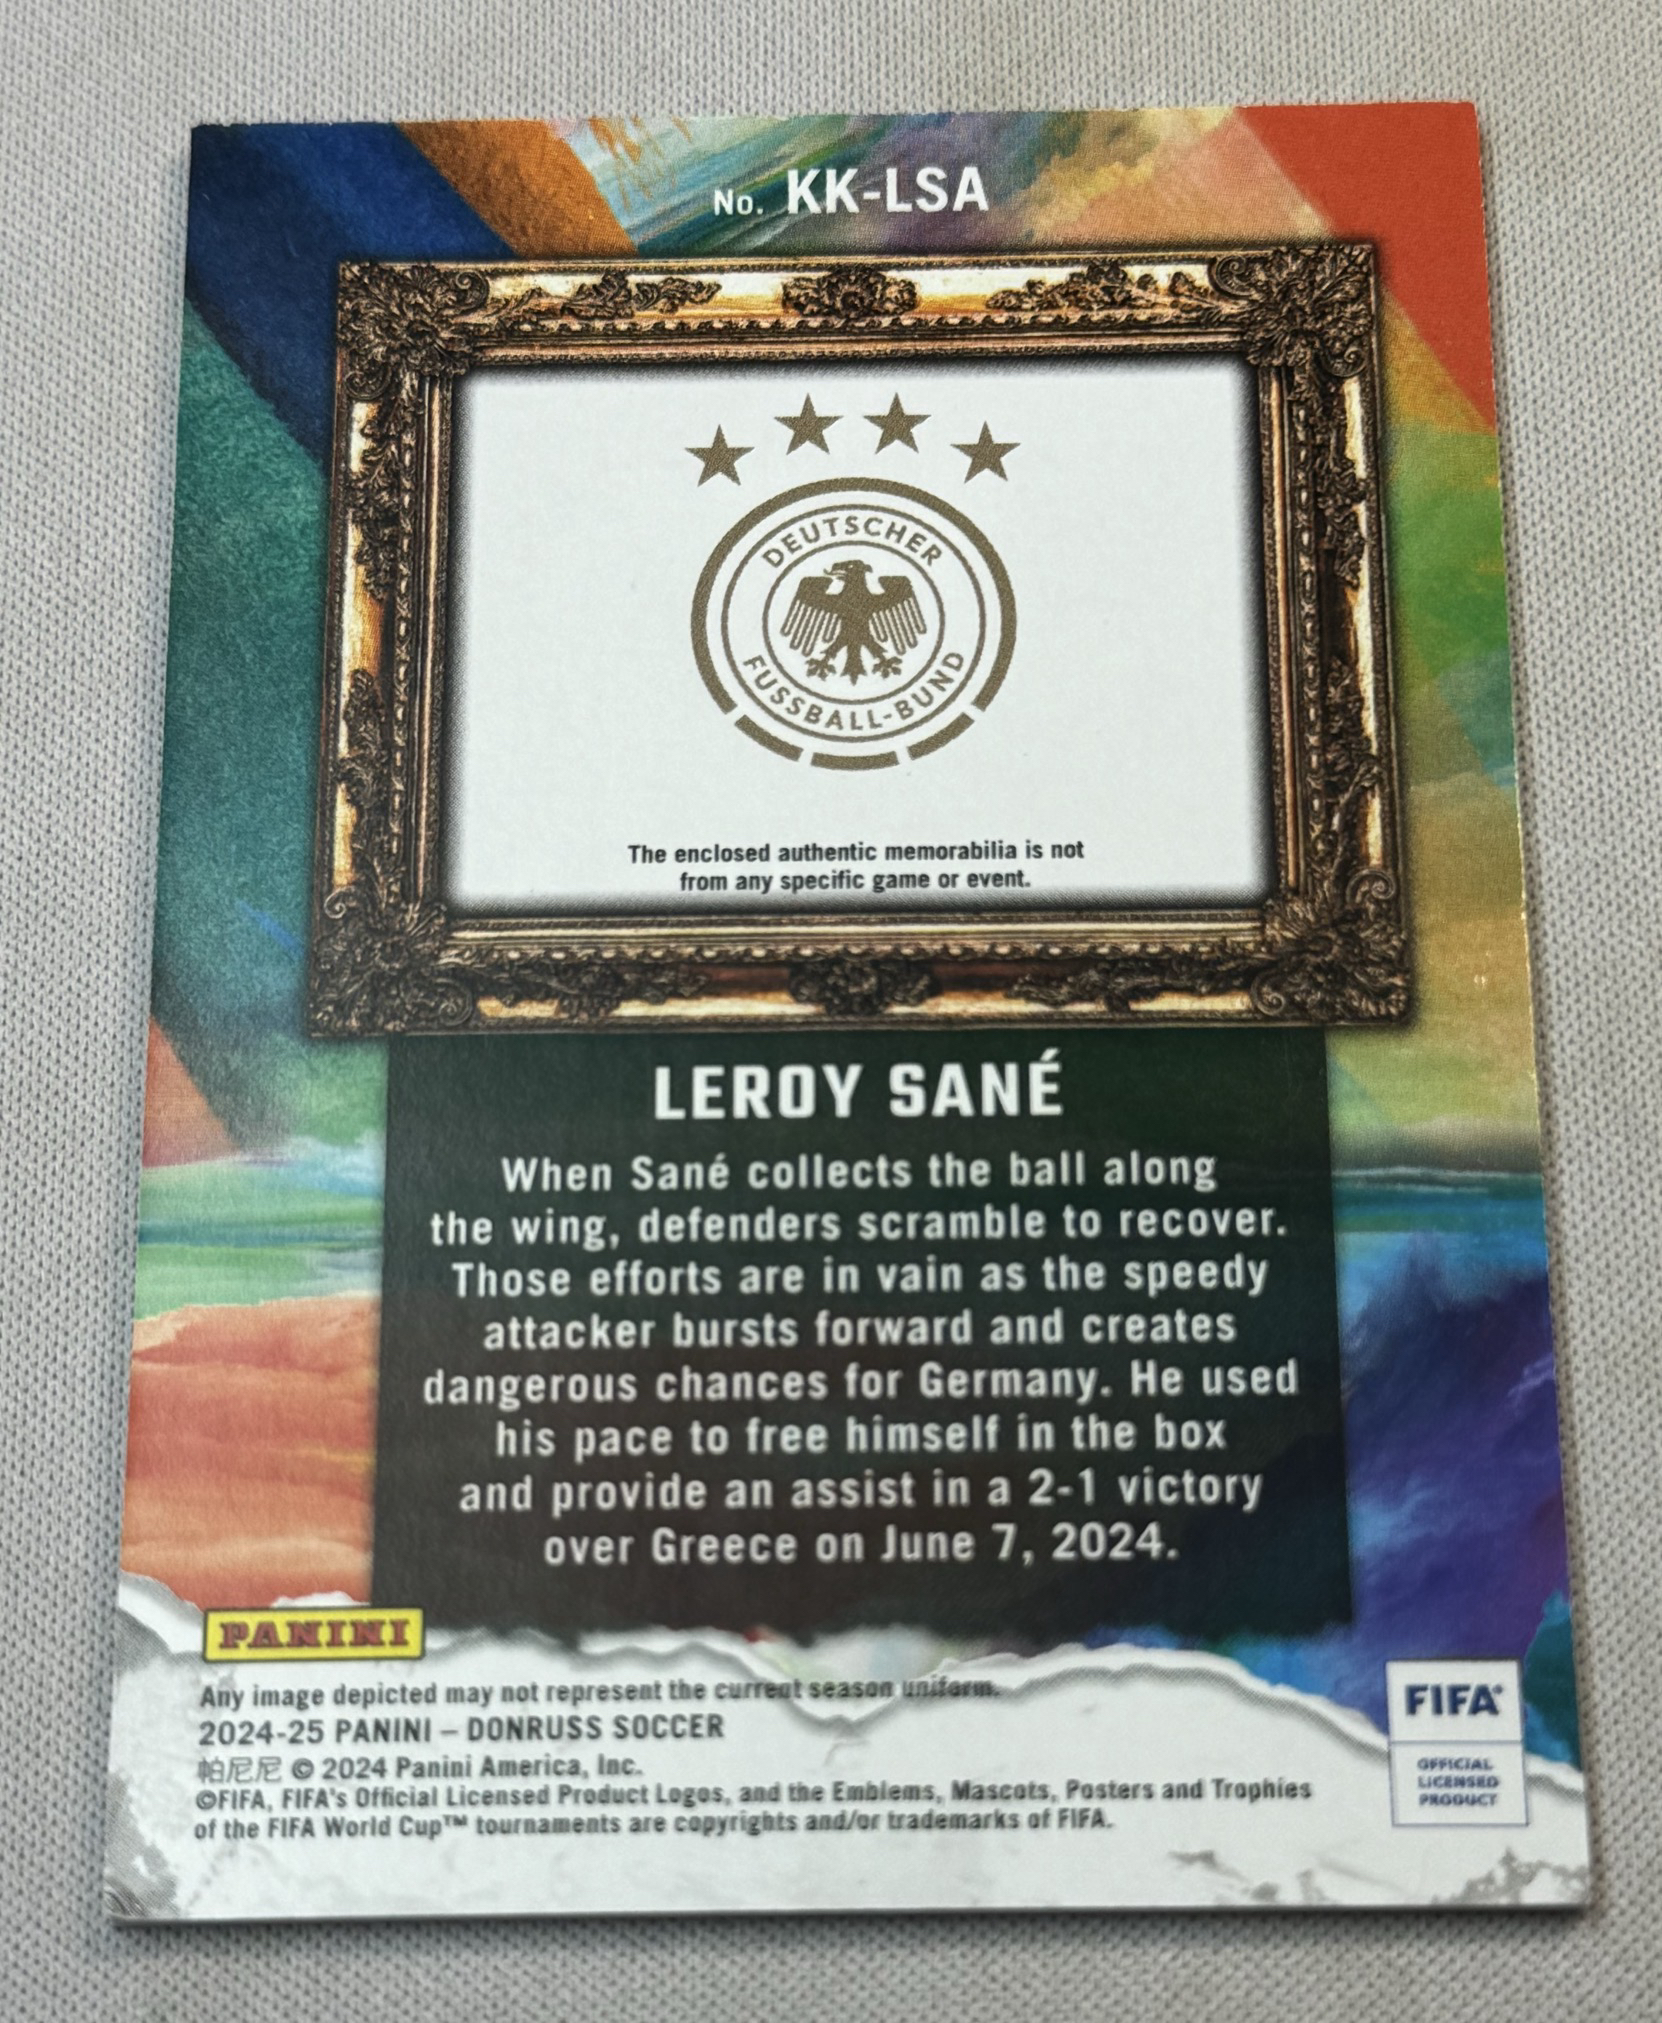 No. KK-LSA
DEUTSCHER
FUSSBALL-BUND
The enclosed authentic memorabilia is not
from any specific game or event.
LEROY SANÉ
When Sané collects the ball along
the wing, defenders scramble to recover.
Those efforts are in vain as the speedy
attacker bursts forward and creates
dangerous chances for Germany. He used
his pace to free himself in the box
and provide an assist in a 2-1 victory
over Greece on June 7, 2024.
PANINI
Any image depicted may not represent the current season uniform.
2024-25 PANINI – DONRUSS SOCCER
帕尼尼 © 2024 Panini America, Inc.
©FIFA, FIFA's Official Licensed Product Logos, and the Emblems, Mascots, Posters and Trophies
of the FIFA World Cup™ tournaments are copyrights and/or trademarks of FIFA.
FIFA®
OFFICIAL
LICENSED
PRODUCT